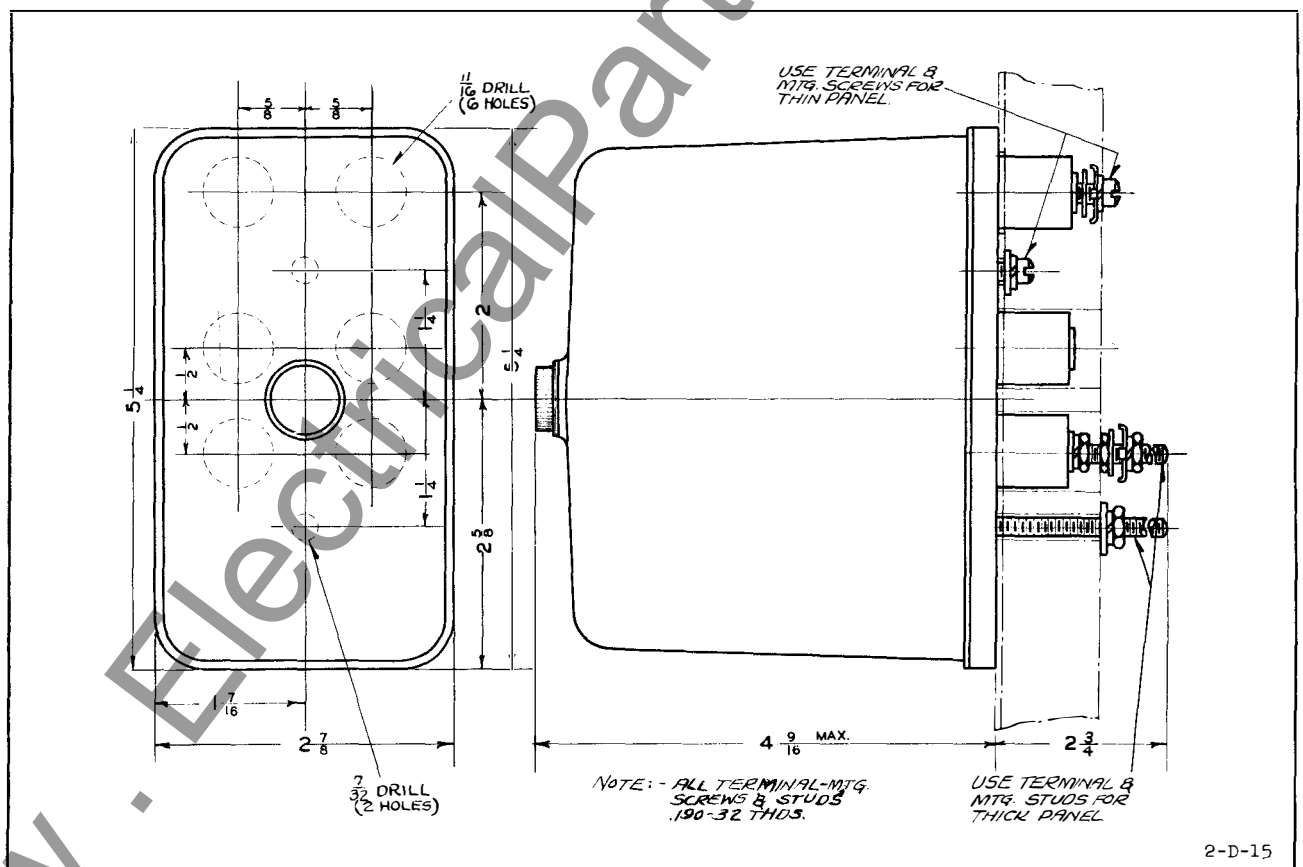 11/16 DRILL
(6 HOLES)
5/8 5/8
USE TERMINAL &
MTG. SCREWS FOR
THIN PANEL.
2
1 1/4
5 1/4
5 1/4
1/2
1/2
1 1/4
2 5/8
1 7/16
2 7/8
4 9/16 MAX.
2 3/4
7/32 DRILL
(2 HOLES)
NOTE:- ALL TERMINAL-MTG.
SCREWS & STUDS
.190-32 THDS.
USE TERMINAL &
MTG. STUDS FOR
THICK PANEL
2-D-15